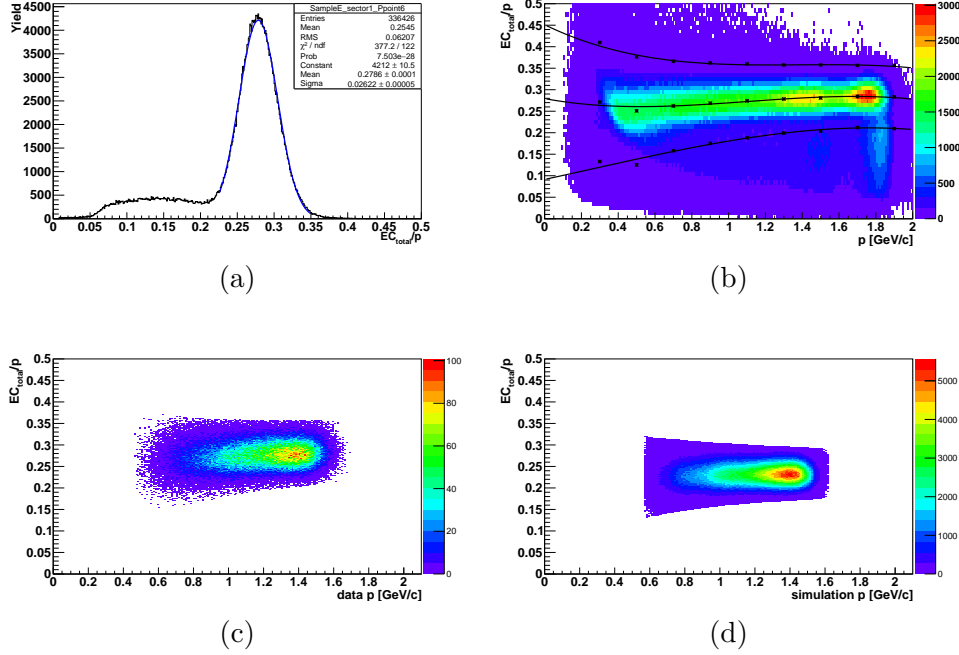 SampleE_sector1_Ppoint6
Entries 336426
Mean 0.2545
RMS 0.06207
χ² / ndf 377.2 / 122
Prob 7.503e−28
Constant 4212 ± 10.5
Mean 0.2786 ± 0.0001
Sigma 0.02622 ± 0.00005
Yield
4500
4000
3500
3000
2500
2000
1500
1000
500
0
0 0.05 0.1 0.15 0.2 0.25 0.3 0.35 0.4 0.45 0.5
EC_total/p
(a)
EC_total/p
0.5
0.45
0.4
0.35
0.3
0.25
0.2
0.15
0.1
0.05
0
0 0.2 0.4 0.6 0.8 1 1.2 1.4 1.6 1.8 2
p [GeV/c]
3000
2500
2000
1500
1000
500
0
(b)
EC_total/p
0.5
0.45
0.4
0.35
0.3
0.25
0.2
0.15
0.1
0.05
0
0 0.2 0.4 0.6 0.8 1 1.2 1.4 1.6 1.8 2
data p [GeV/c]
100
80
60
40
20
0
(c)
EC_total/p
0.5
0.45
0.4
0.35
0.3
0.25
0.2
0.15
0.1
0.05
0
0 0.2 0.4 0.6 0.8 1 1.2 1.4 1.6 1.8 2
simulation p [GeV/c]
5000
4000
3000
2000
1000
0
(d)